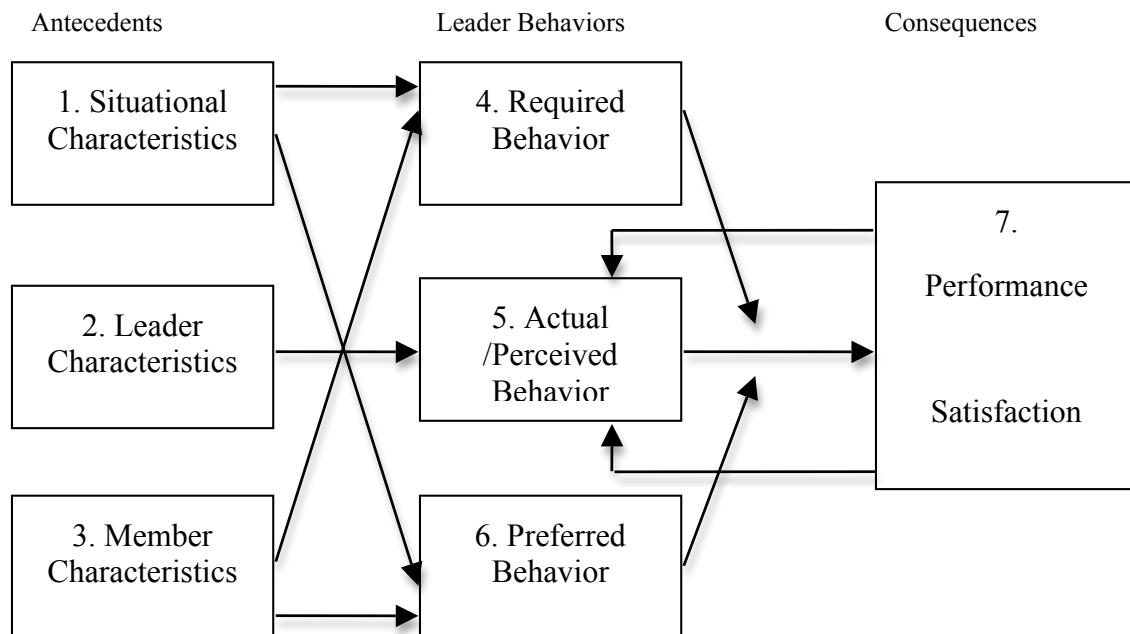 Antecedents
Leader Behaviors
Consequences
1. Situational
Characteristics
4. Required
Behavior
7.
Performance
Satisfaction
2. Leader
Characteristics
5. Actual
/Perceived
Behavior
3. Member
Characteristics
6. Preferred
Behavior